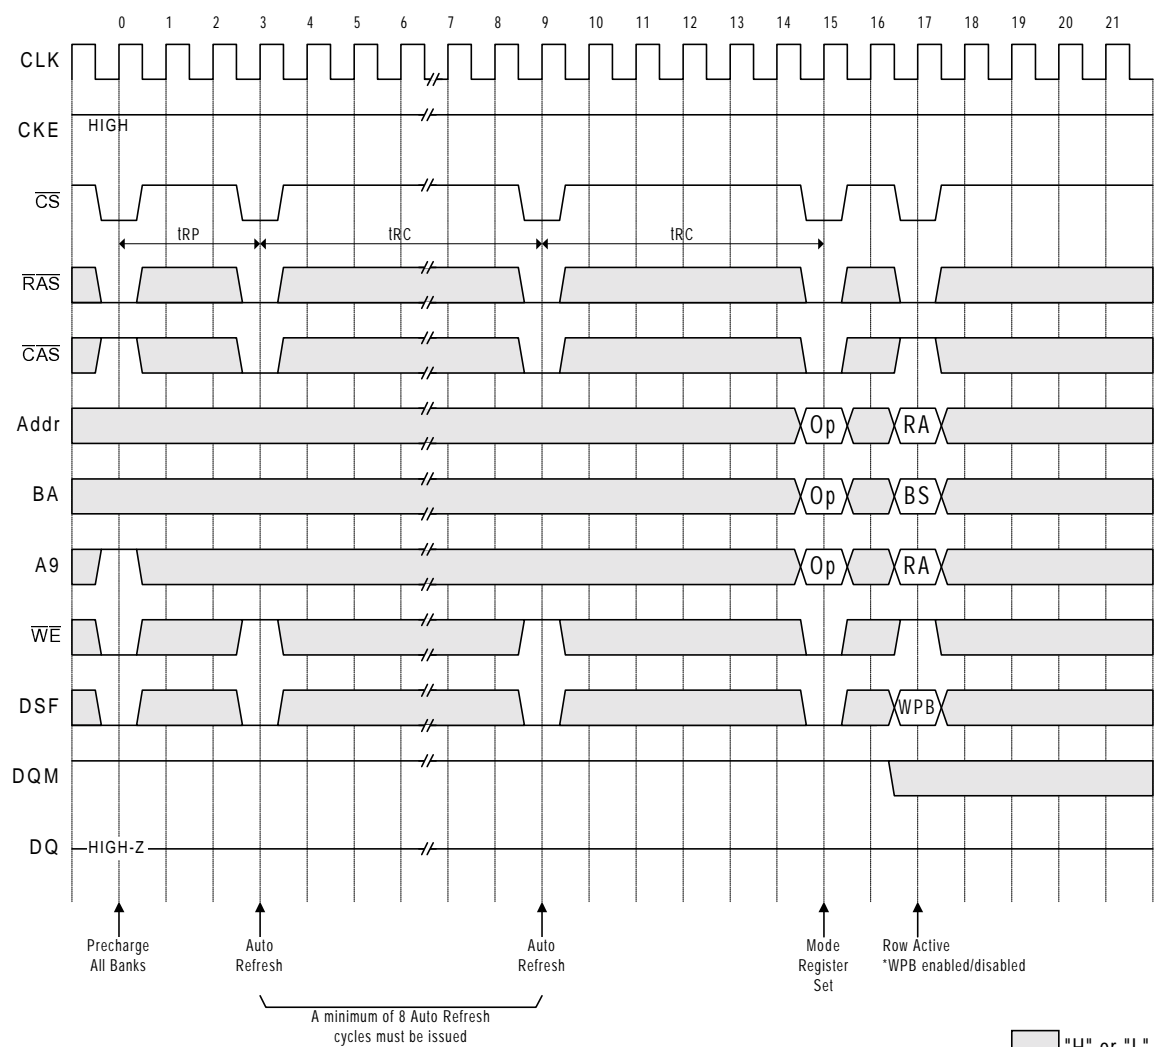 0 1 2 3 4 5 6 7 8 9 10 11 12 13 14 15 16 17 18 19 20 21
CLK
CKE HIGH
CS
tRP tRC tRC
RAS
CAS
Addr Op RA
BA Op BS
A9 Op RA
WE
DSF WPB
DQM
DQ HIGH-Z
Precharge
All Banks
Auto
Refresh
Auto
Refresh
Mode
Register
Set
Row Active
*WPB enabled/disabled
A minimum of 8 Auto Refresh
cycles must be issued
"H" or "L"